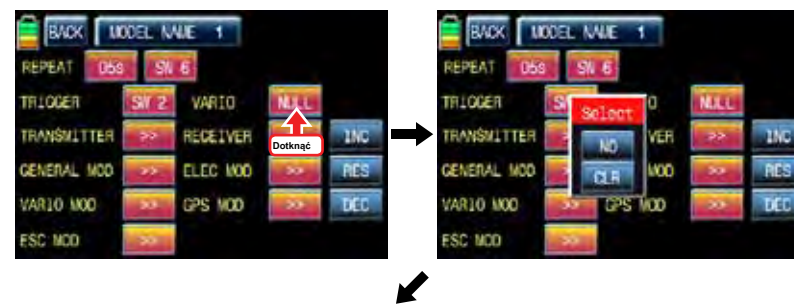 BACK MODEL NAME 1
REPEAT 05s SW 6
TRIGGER SW 2 VARIO NULL
TRANSMITTER >> RECEIVER INC
Dotknąć
GENERAL MOD >> ELEC MOD >> RES
VARIO MOD >> GPS MOD >> DEC
ESC MOD >>
BACK MODEL NAME 1
REPEAT 05s SW 6
TRIGGER S O NULL
Select
TRANSMITTER >> VER >> INC
NO
GENERAL MOD >> MOD >> RES
CLR
VARIO MOD >> GPS MOD >> DEC
ESC MOD >>